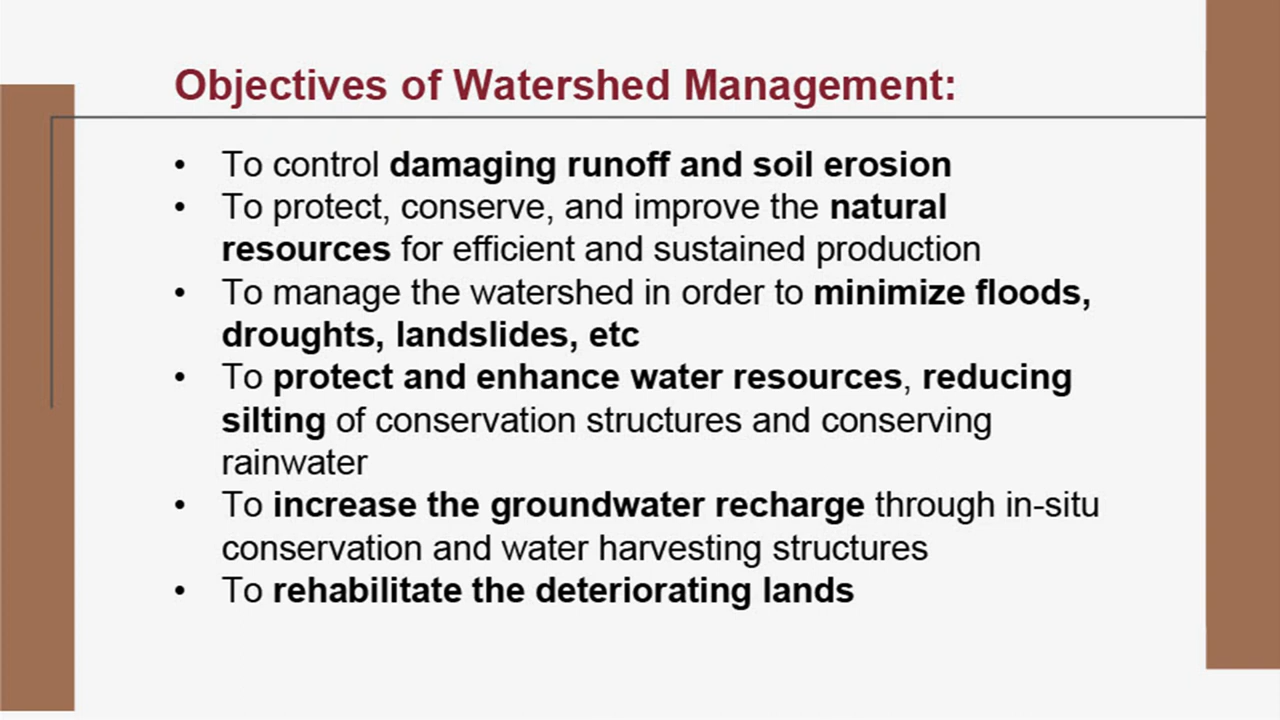 Objectives of Watershed Management:
• To control damaging runoff and soil erosion
• To protect, conserve, and improve the natural
resources for efficient and sustained production
• To manage the watershed in order to minimize floods,
droughts, landslides, etc
• To protect and enhance water resources, reducing
silting of conservation structures and conserving
rainwater
• To increase the groundwater recharge through in-situ
conservation and water harvesting structures
• To rehabilitate the deteriorating lands